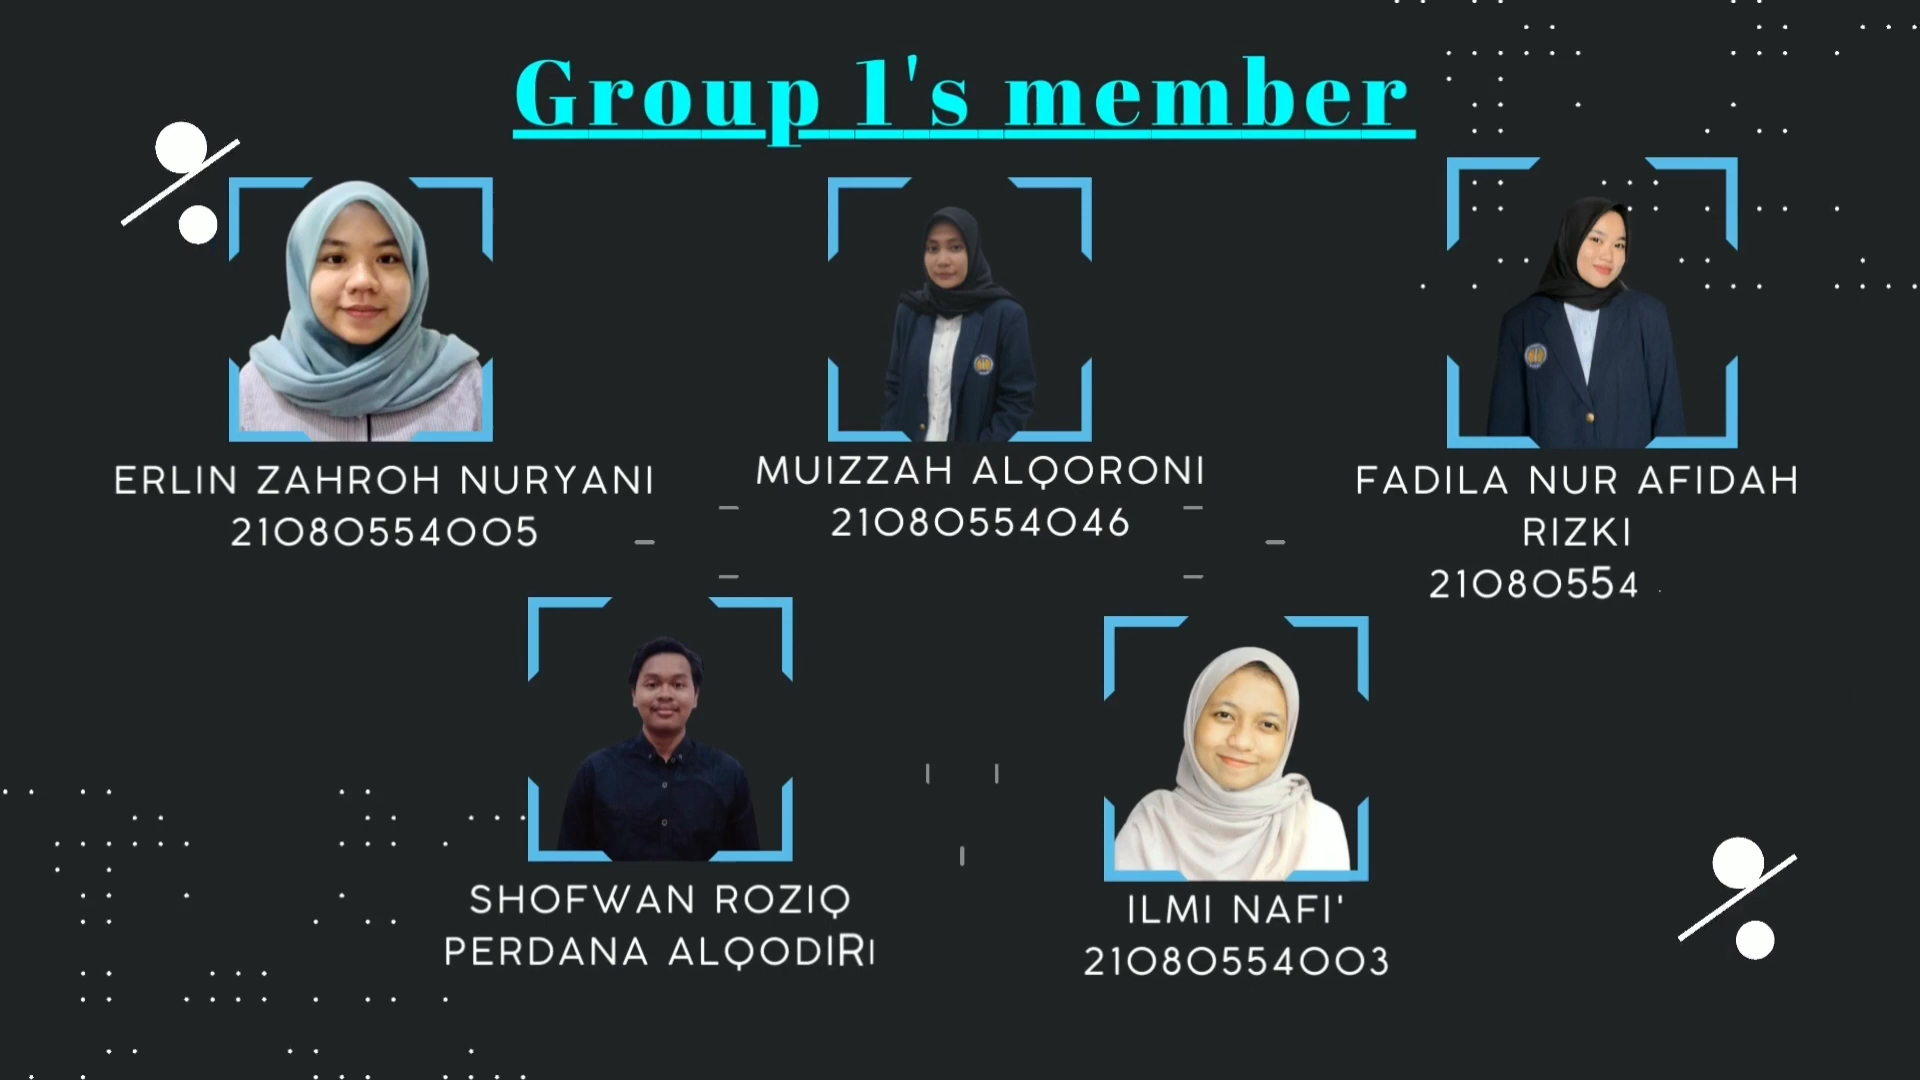 Group 1's member
ERLIN ZAHROH NURYANI
21080554005
MUIZZAH ALQORONI
21080554046
FADILA NUR AFIDAH
RIZKI
21080554
SHOFWAN ROZIQ
PERDANA ALQODIRI
ILMI NAFI'
21080554003